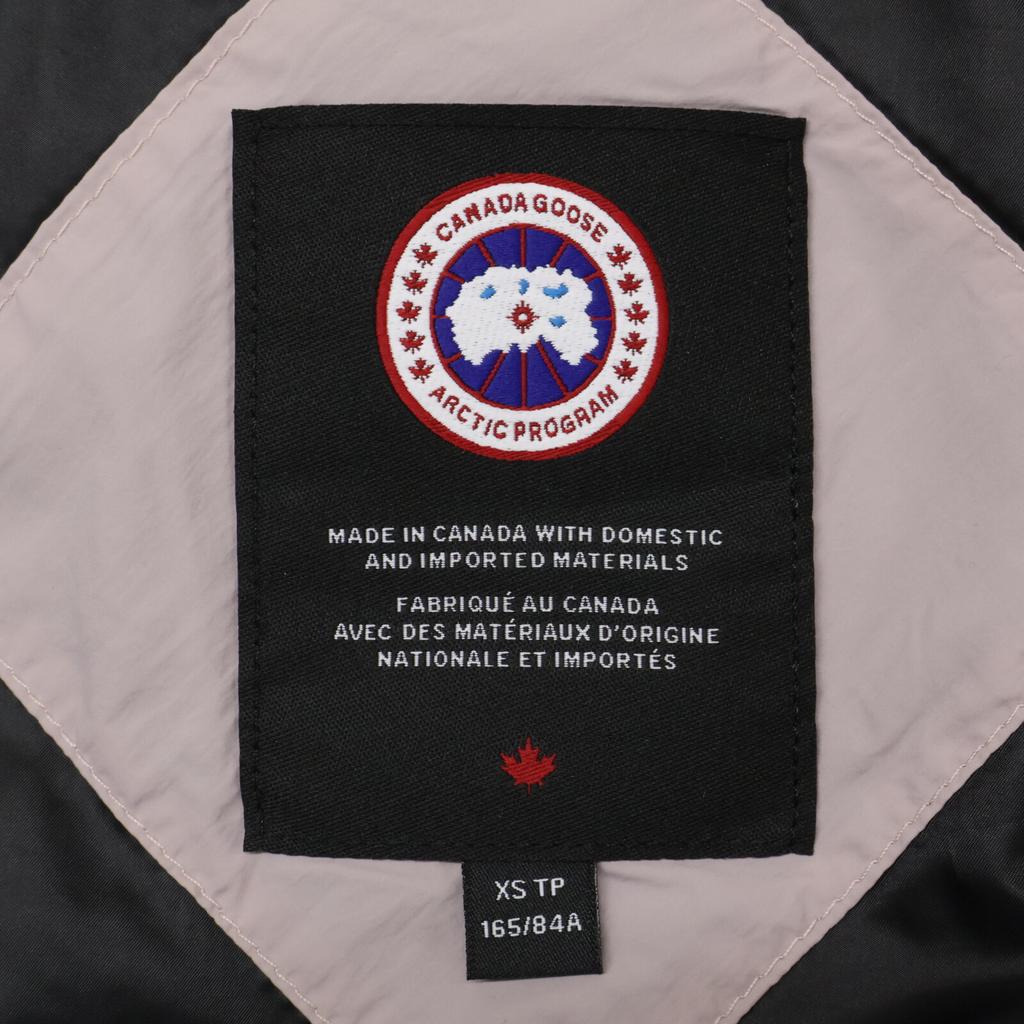 CANADA GOOSE
ARCTIC PROGRAM
MADE IN CANADA WITH DOMESTIC
AND IMPORTED MATERIALS
FABRIQUÉ AU CANADA
AVEC DES MATÉRIAUX D'ORIGINE
NATIONALE ET IMPORTÉS
XS TP
165/84A